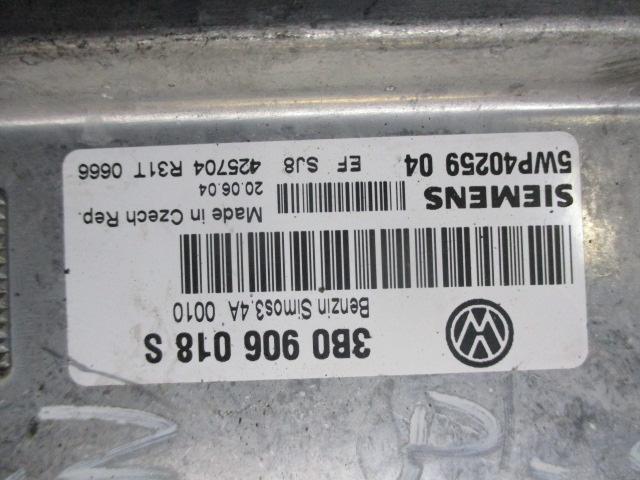 3B0 906 018 S
Benzin Simos3.4A 0010
SIEMENS
Made in Czech Rep.
20.06.04
5WP40259 04
EF SJ8 425704 R31T 0666